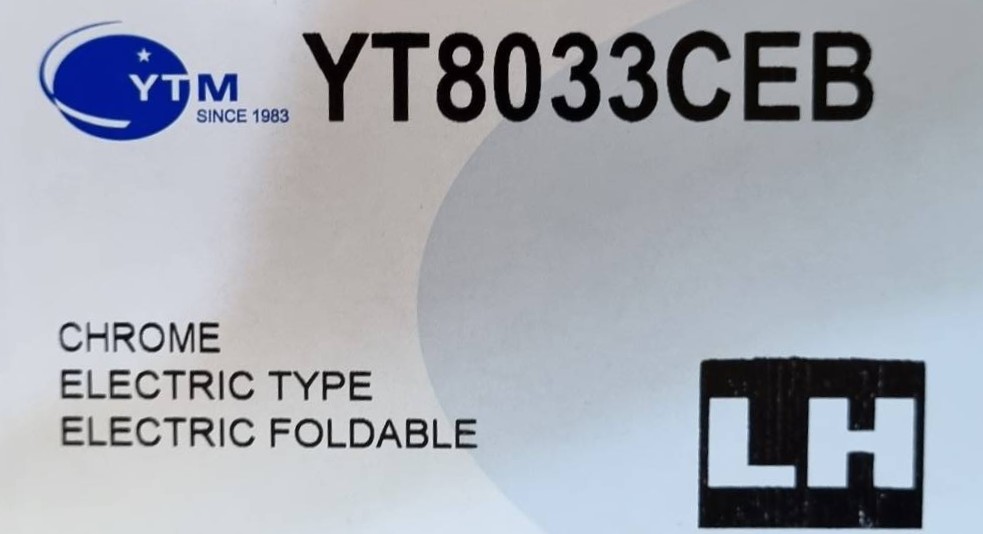 YTM
SINCE 1983
YT8033CEB
CHROME
ELECTRIC TYPE
ELECTRIC FOLDABLE
LH